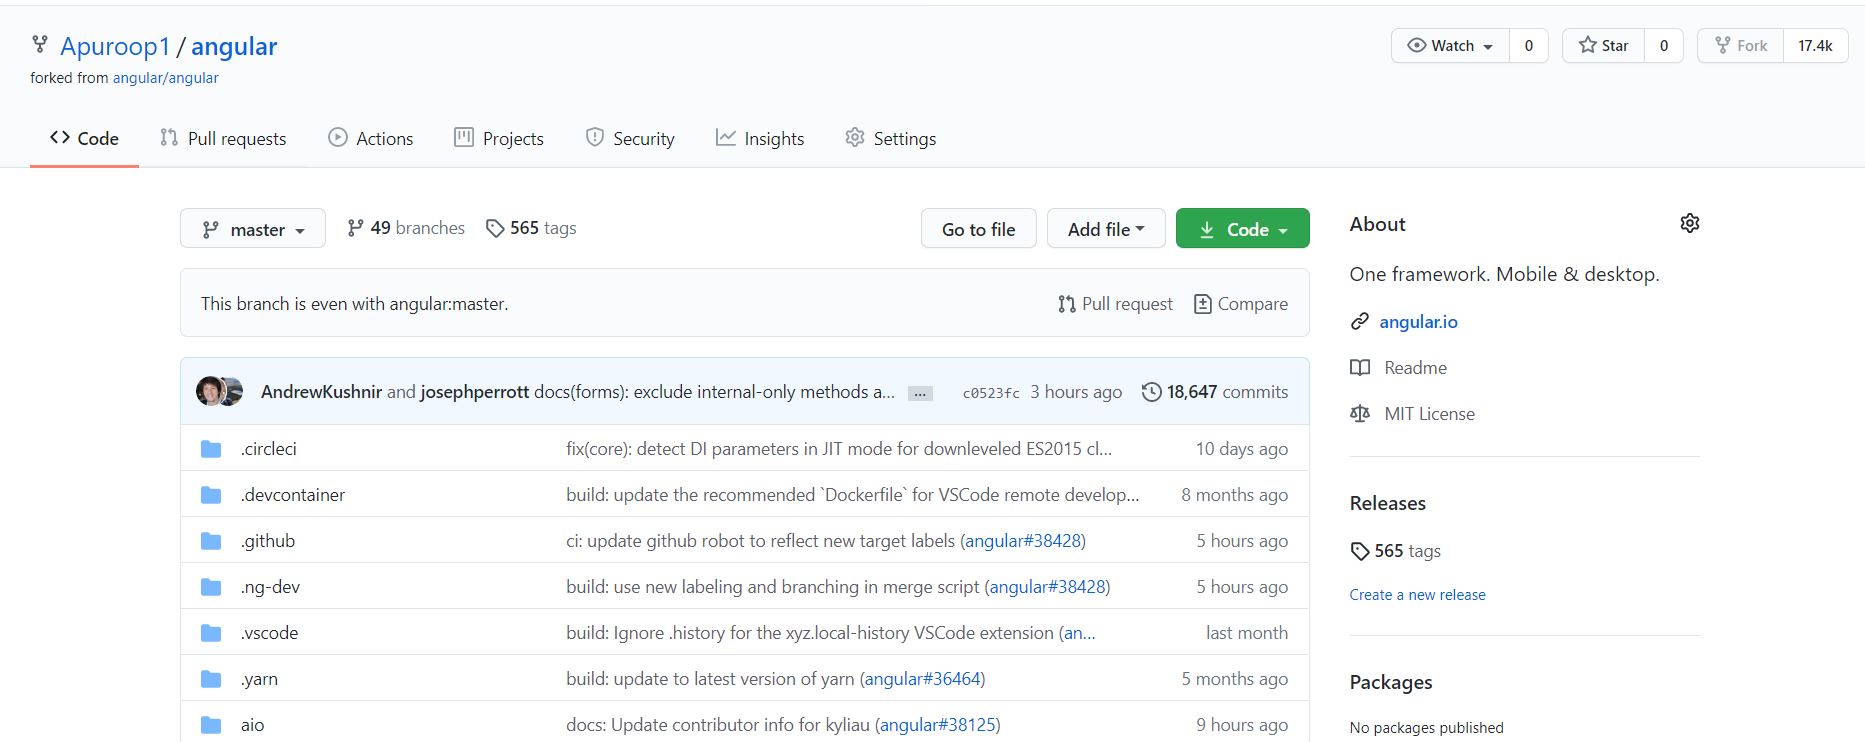 Apuroop1 / angular
Watch 0 Star 0 Fork 17.4k
forked from angular/angular
Code Pull requests Actions Projects Security Insights Settings
master 49 branches 565 tags Go to file Add file Code
This branch is even with angular:master. Pull request Compare
AndrewKushnir and josephperrott docs(forms): exclude internal-only methods a... ... c0523fc 3 hours ago 18,647 commits
.circleci fix(core): detect DI parameters in JIT mode for downleveled ES2015 cl... 10 days ago
.devcontainer build: update the recommended `Dockerfile` for VSCode remote develop... 8 months ago
.github ci: update github robot to reflect new target labels (angular#38428) 5 hours ago
.ng-dev build: use new labeling and branching in merge script (angular#38428) 5 hours ago
.vscode build: Ignore .history for the xyz.local-history VSCode extension (an... last month
.yarn build: update to latest version of yarn (angular#36464) 5 months ago
aio docs: Update contributor info for kyliau (angular#38125) 9 hours ago
About
One framework. Mobile & desktop.
angular.io
Readme
MIT License
Releases
565 tags
Create a new release
Packages
No packages published